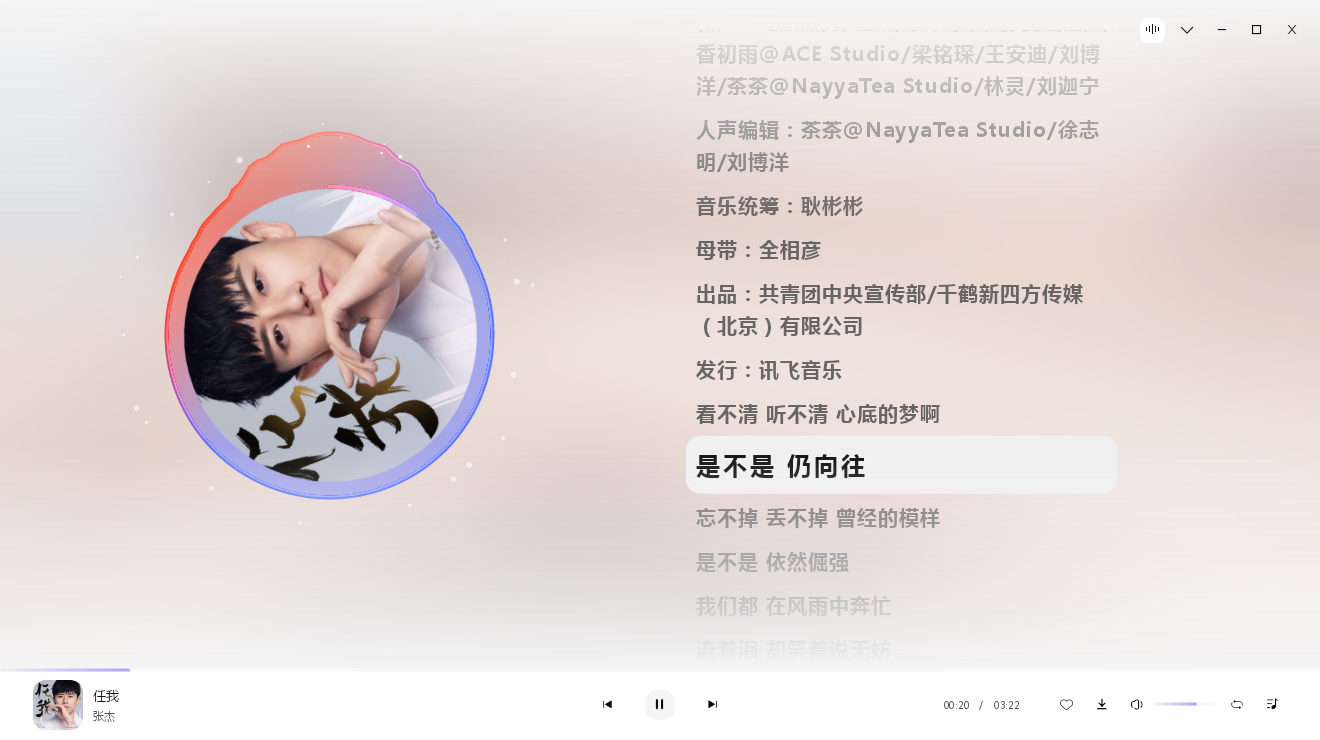 香初雨@ACE Studio/梁铭琛/王安迪/刘博
洋/茶茶@NayyaTea Studio/林灵/刘迦宁
人声编辑：茶茶@NayyaTea Studio/徐志
明/刘博洋
音乐统筹：耿彬彬
母带：全相彦
出品：共青团中央宣传部/千鹤新四方传媒
（北京）有限公司
发行：讯飞音乐
看不清 听不清 心底的梦啊
是不是 仍向往
忘不掉 丢不掉 曾经的模样
是不是 依然倔强
我们都 在风雨中奔忙
流着泪 却笑着说无妨
任我
任我
任我
张杰
00:20 / 03:22